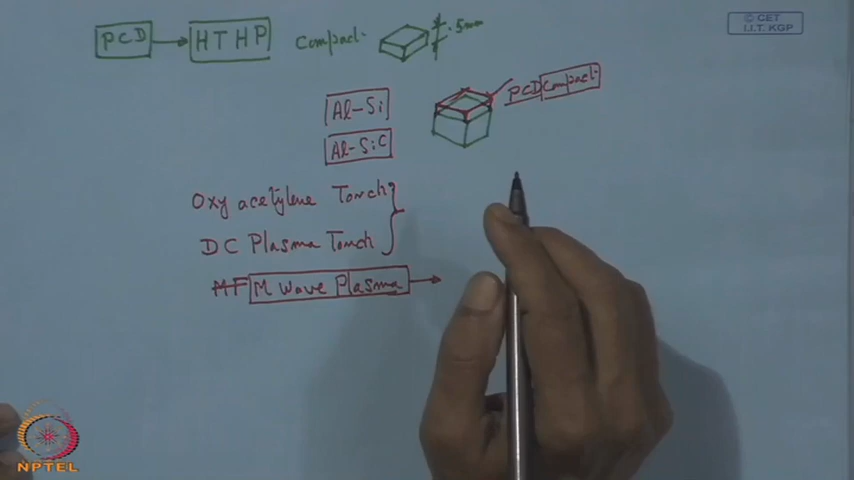 © CET
I.I.T. KGP
PCD → HTHP Compact .5mm
PCD Compact
Al-Si
Al-SiC
Oxy acetylene Torch
DC Plasma Torch
MF M Wave Plasma →
NPTEL